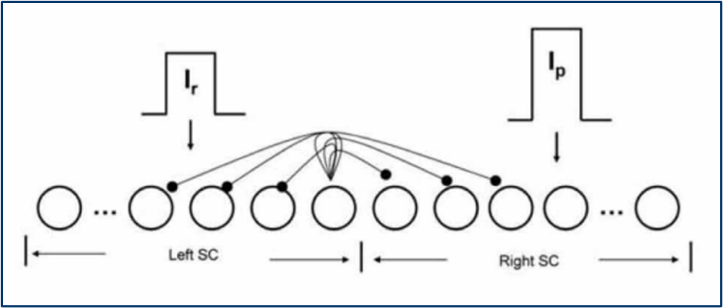 Ir
Ip
... ...
Left SC
Right SC